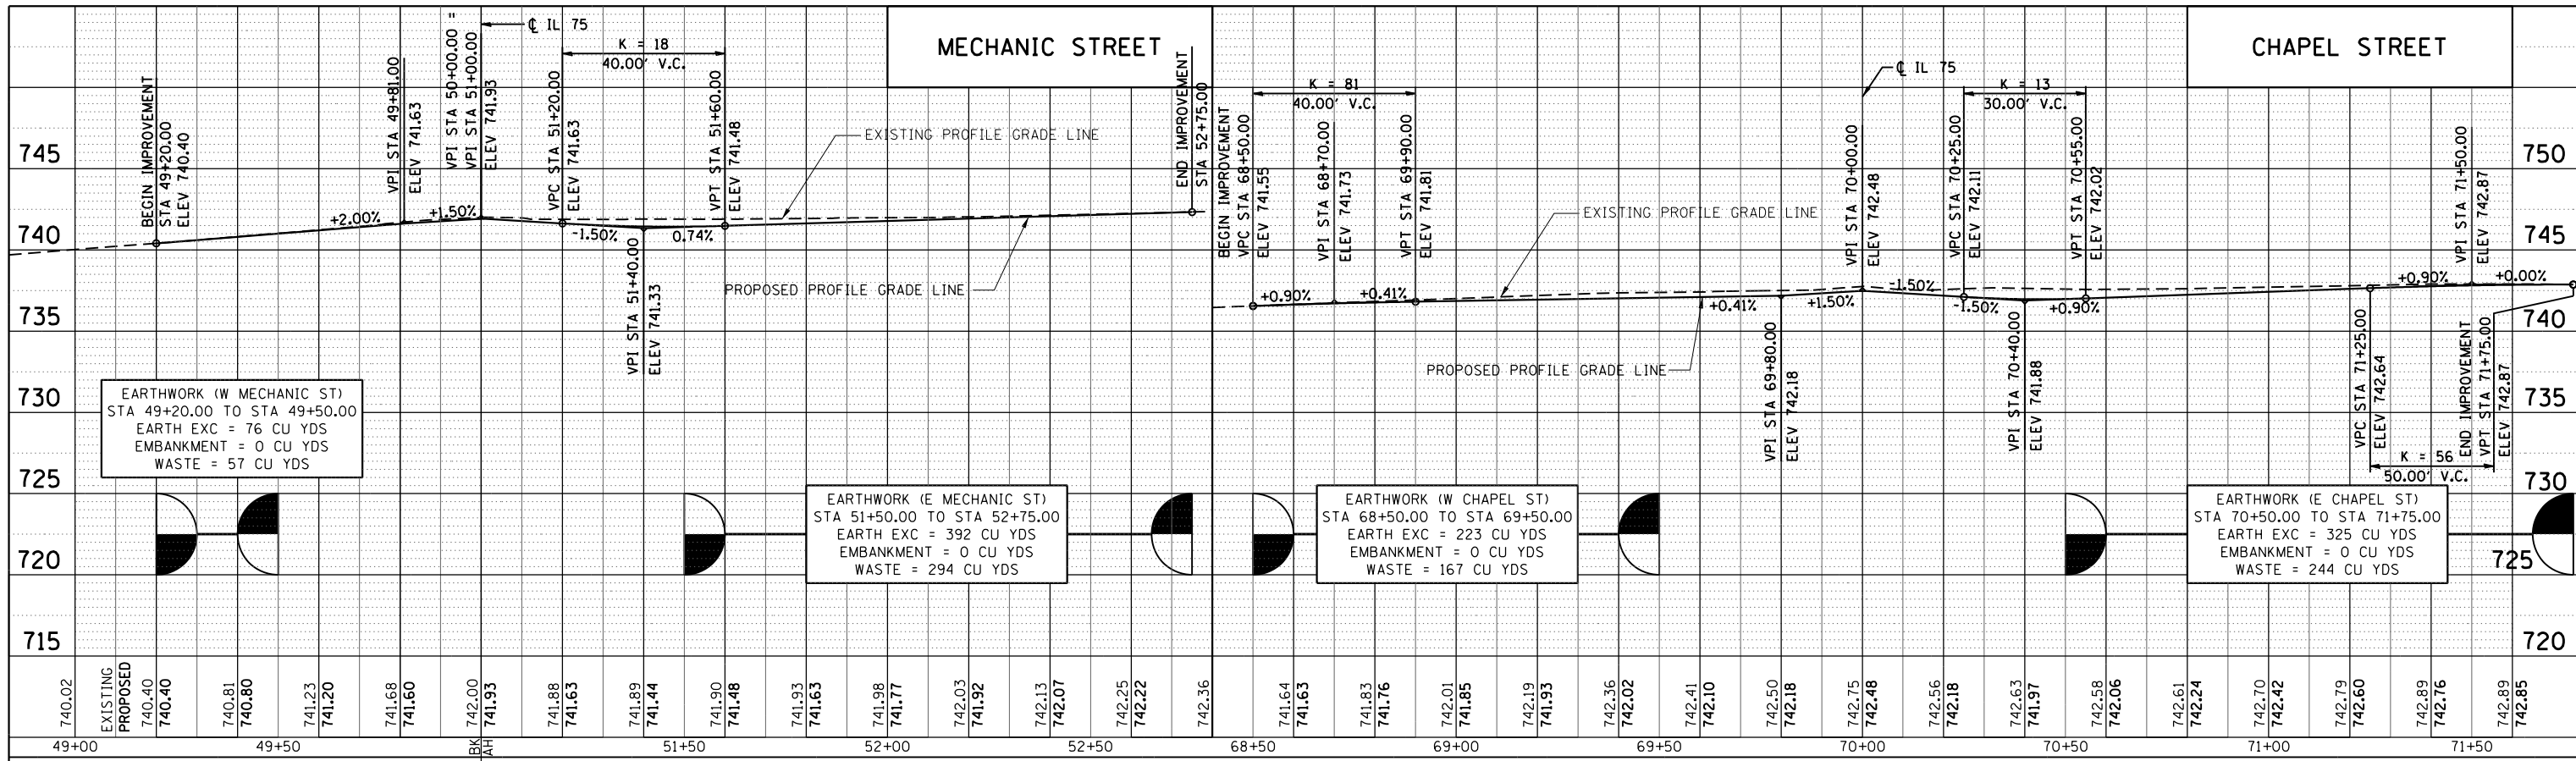 MECHANIC STREET
CHAPEL STREET
BEGIN IMPROVEMENT
STA 49+20.00
ELEV 740.40
VPI STA 49+81.00
ELEV 741.63
"
VPI STA 50+00.00
VPI STA 51+00.00
ELEV 741.93
℄ IL 75
K = 18
40.00' V.C.
VPC STA 51+20.00
ELEV 741.63
VPT STA 51+60.00
ELEV 741.48
EXISTING PROFILE GRADE LINE
END IMPROVEMENT
STA 52+75.00
+2.00%
+1.50%
-1.50%
0.74%
VPI STA 51+40.00
ELEV 741.33
PROPOSED PROFILE GRADE LINE
BEGIN IMPROVEMENT
VPC STA 68+50.00
ELEV 741.55
K = 81
40.00' V.C.
VPI STA 68+70.00
ELEV 741.73
VPT STA 69+90.00
ELEV 741.81
EXISTING PROFILE GRADE LINE
℄ IL 75
VPI STA 70+00.00
ELEV 742.48
K = 13
30.00' V.C.
VPC STA 70+25.00
ELEV 742.11
VPT STA 70+55.00
ELEV 742.02
VPI STA 71+50.00
ELEV 742.87
+0.90%
+0.41%
+0.41%
+1.50%
-1.50%
-1.50%
+0.90%
+0.90%
+0.00%
PROPOSED PROFILE GRADE LINE
VPI STA 69+80.00
ELEV 742.18
VPI STA 70+40.00
ELEV 741.88
VPC STA 71+25.00
ELEV 742.64
END IMPROVEMENT
VPT STA 71+75.00
ELEV 742.87
K = 56
50.00' V.C.
745
740
735
730
725
720
715
750
745
740
735
730
725
720
EARTHWORK (W MECHANIC ST)
STA 49+20.00 TO STA 49+50.00
EARTH EXC = 76 CU YDS
EMBANKMENT = 0 CU YDS
WASTE = 57 CU YDS
EARTHWORK (E MECHANIC ST)
STA 51+50.00 TO STA 52+75.00
EARTH EXC = 392 CU YDS
EMBANKMENT = 0 CU YDS
WASTE = 294 CU YDS
EARTHWORK (W CHAPEL ST)
STA 68+50.00 TO STA 69+50.00
EARTH EXC = 223 CU YDS
EMBANKMENT = 0 CU YDS
WASTE = 167 CU YDS
EARTHWORK (E CHAPEL ST)
STA 70+50.00 TO STA 71+75.00
EARTH EXC = 325 CU YDS
EMBANKMENT = 0 CU YDS
WASTE = 244 CU YDS
740.02
EXISTING
PROPOSED
740.40
740.40
740.81
740.80
741.23
741.20
741.68
741.60
742.00
741.93
741.88
741.63
741.89
741.44
741.90
741.48
741.93
741.63
741.98
741.77
742.03
741.92
742.13
742.07
742.25
742.22
742.36
741.64
741.63
741.83
741.76
742.01
741.85
742.19
741.93
742.36
742.02
742.41
742.10
742.50
742.18
742.75
742.48
742.56
742.18
742.63
741.97
742.58
742.06
742.61
742.24
742.70
742.42
742.79
742.60
742.89
742.76
742.89
742.85
49+00
49+50
BK
AH
51+50
52+00
52+50
68+50
69+00
69+50
70+00
70+50
71+00
71+50